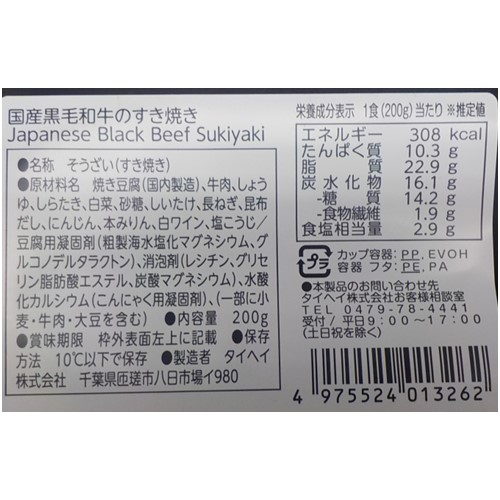 国産黒毛和牛のすき焼き
Japanese Black Beef Sukiyaki
●名称 そうざい(すき焼き)
●原材料名 焼き豆腐(国内製造)、牛肉、しょう
ゆ、しらたき、白菜、砂糖、しいたけ、長ねぎ、昆布
だし、にんじん、本みりん、白ワイン、塩こうじ/
豆腐用凝固剤(粗製海水塩化マグネシウム、グ
ルコノデルタラクトン)、消泡剤(レシチン、グリセ
リン脂肪酸エステル、炭酸マグネシウム)、水酸
化カルシウム(こんにゃく用凝固剤)、(一部に小
麦・牛肉・大豆を含む) ●内容量 200g
●賞味期限 枠外表面左上に記載 ●保存
方法 10℃以下で保存 ●製造者 タイヘイ
株式会社 千葉県匝瑳市八日市場イ980
栄養成分表示 1食(200g)当たり ※推定値
エネルギー 308 kcal
たんぱく質 10.3 g
脂質 22.9 g
炭水化物 16.1 g
-糖質 14.2 g
-食物繊維 1.9 g
食塩相当量 2.9 g
プラ
カップ容器:PP,EVOH
容器 フタ:PE,PA
●本製品のお問い合わせ先
タイヘイ株式会社お客様相談室
TEL 0479-78-4441
受付/平日9:00〜17:00
(土日祝を除く)
4 975524 013262